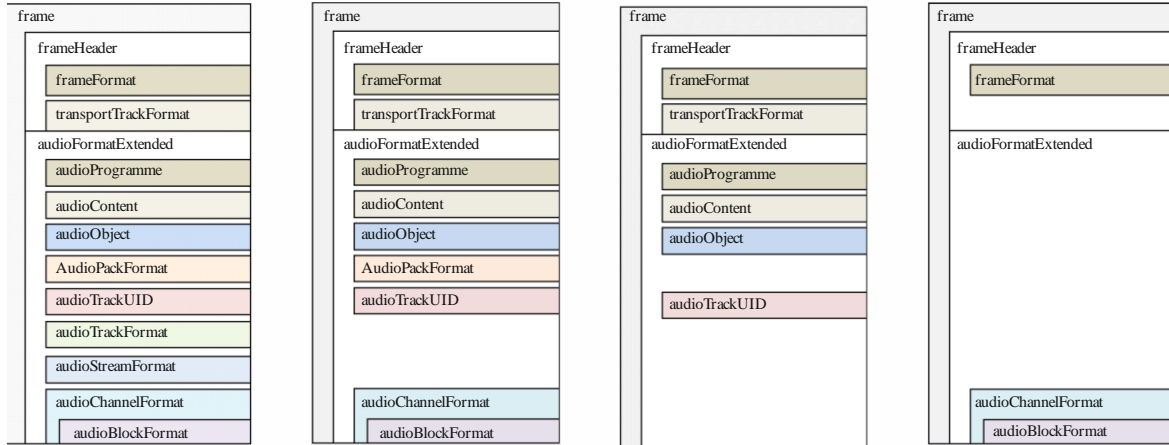 frame
frameHeader
frameFormat
transportTrackFormat
audioFormatExtended
audioProgramme
audioContent
audioObject
AudioPackFormat
audioTrackUID
audioTrackFormat
audioStreamFormat
audioChannelFormat
audioBlockFormat
frame
frameHeader
frameFormat
transportTrackFormat
audioFormatExtended
audioProgramme
audioContent
audioObject
AudioPackFormat
audioTrackUID
audioChannelFormat
audioBlockFormat
frame
frameHeader
frameFormat
transportTrackFormat
audioFormatExtended
audioProgramme
audioContent
audioObject
audioTrackUID
frame
frameHeader
frameFormat
audioFormatExtended
audioChannelFormat
audioBlockFormat